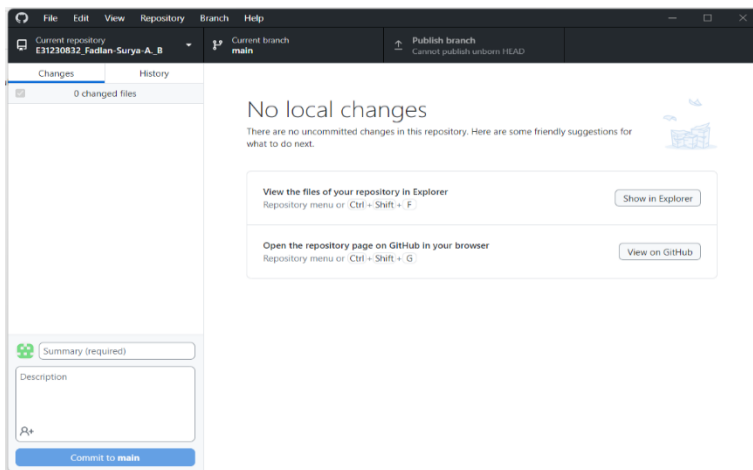 File Edit View Repository Branch Help
Current repository
E31230832_Fadlan-Surya-A._B
Current branch
main
Publish branch
Cannot publish unborn HEAD
Changes History
0 changed files
No local changes
There are no uncommitted changes in this repository. Here are some friendly suggestions for
what to do next.
View the files of your repository in Explorer
Repository menu or Ctrl + Shift + F
Show in Explorer
Open the repository page on GitHub in your browser
Repository menu or Ctrl + Shift + G
View on GitHub
Summary (required)
Description
Commit to main